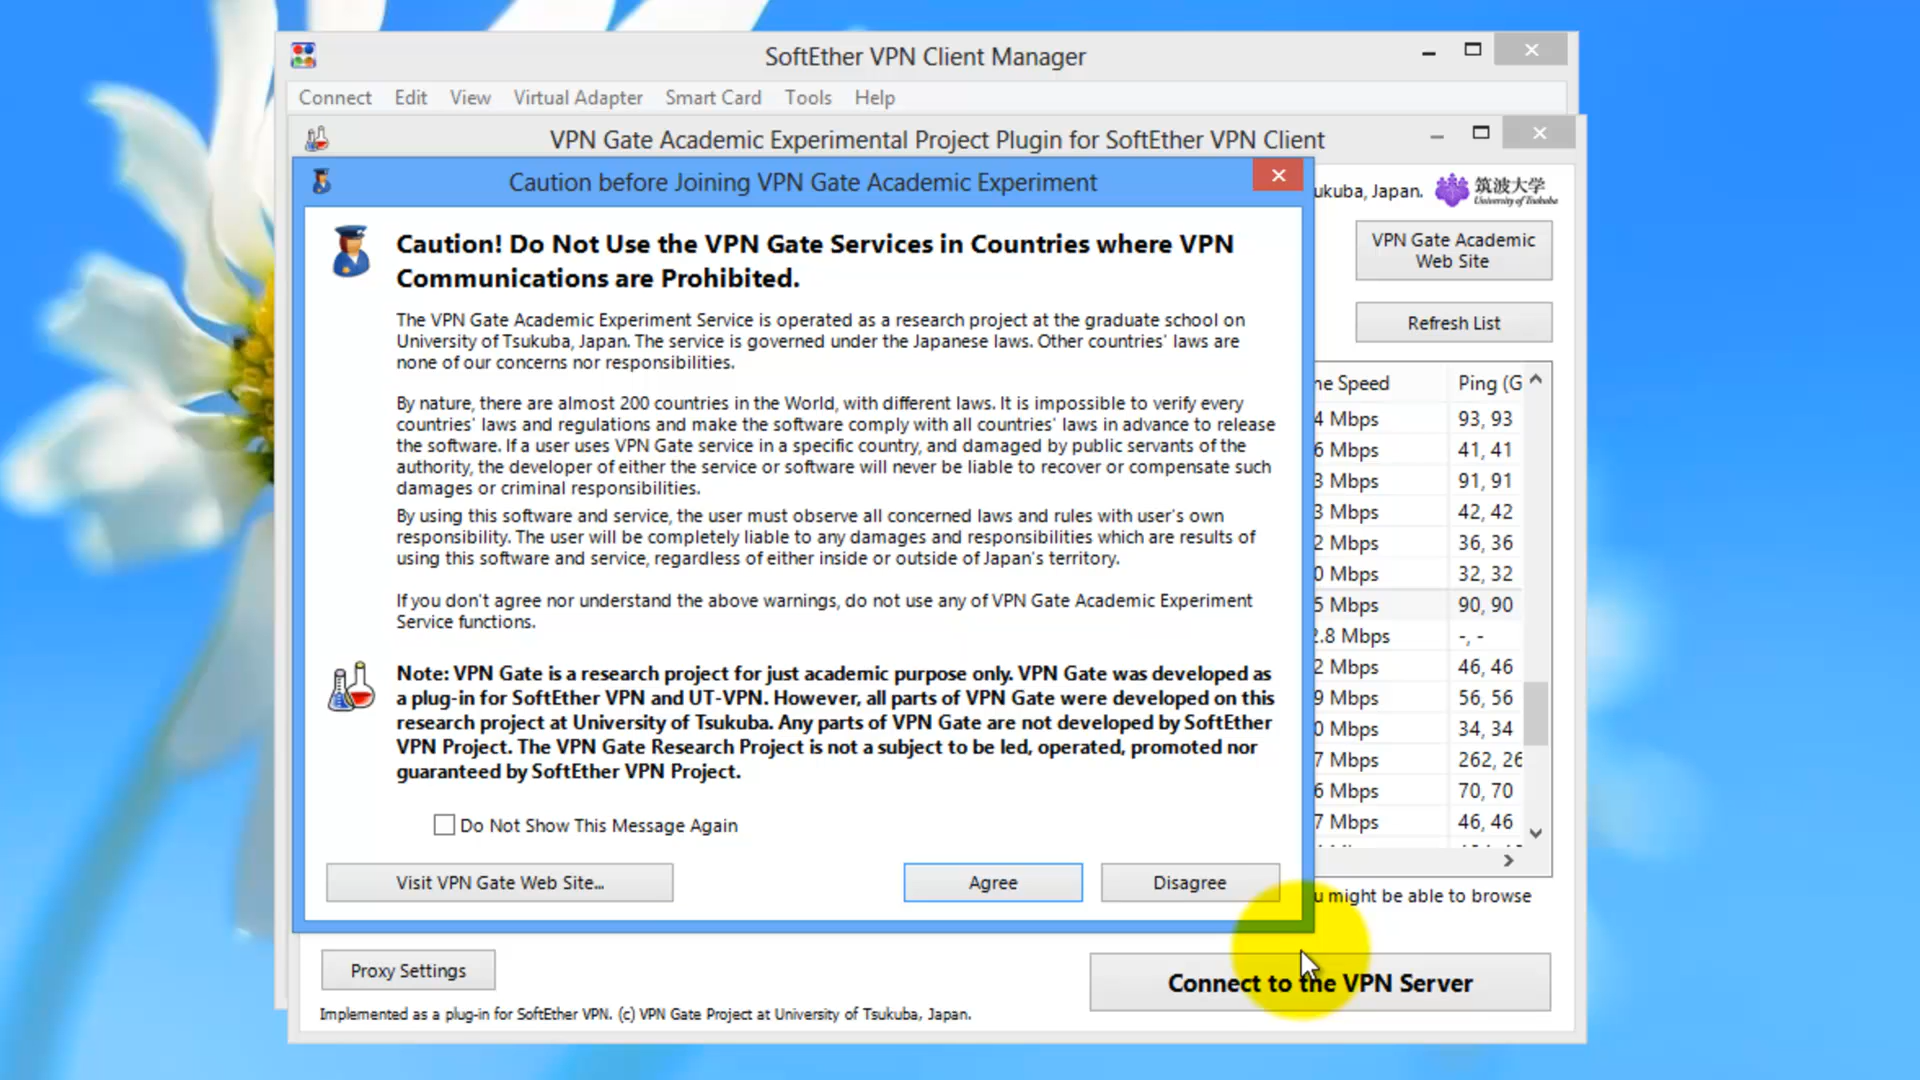 SoftEther VPN Client Manager
Connect Edit View Virtual Adapter Smart Card Tools Help
VPN Gate Academic Experimental Project Plugin for SoftEther VPN Client
Caution before Joining VPN Gate Academic Experiment
ukuba, Japan.
筑波大学
University of Tsukuba
VPN Gate Academic
Web Site
Refresh List
Caution! Do Not Use the VPN Gate Services in Countries where VPN
Communications are Prohibited.
The VPN Gate Academic Experiment Service is operated as a research project at the graduate school on
University of Tsukuba, Japan. The service is governed under the Japanese laws. Other countries' laws are
none of our concerns nor responsibilities.
By nature, there are almost 200 countries in the World, with different laws. It is impossible to verify every
countries' laws and regulations and make the software comply with all countries' laws in advance to release
the software. If a user uses VPN Gate service in a specific country, and damaged by public servants of the
authority, the developer of either the service or software will never be liable to recover or compensate such
damages or criminal responsibilities.
By using this software and service, the user must observe all concerned laws and rules with user's own
responsibility. The user will be completely liable to any damages and responsibilities which are results of
using this software and service, regardless of either inside or outside of Japan's territory.
If you don't agree nor understand the above warnings, do not use any of VPN Gate Academic Experiment
Service functions.
Note: VPN Gate is a research project for just academic purpose only. VPN Gate was developed as
a plug-in for SoftEther VPN and UT-VPN. However, all parts of VPN Gate were developed on this
research project at University of Tsukuba. Any parts of VPN Gate are not developed by SoftEther
VPN Project. The VPN Gate Research Project is not a subject to be led, operated, promoted nor
guaranteed by SoftEther VPN Project.
Do Not Show This Message Again
Visit VPN Gate Web Site...
Agree
Disagree
ne Speed Ping (G
4 Mbps 93, 93
6 Mbps 41, 41
3 Mbps 91, 91
3 Mbps 42, 42
2 Mbps 36, 36
0 Mbps 32, 32
5 Mbps 90, 90
2.8 Mbps -, -
2 Mbps 46, 46
9 Mbps 56, 56
0 Mbps 34, 34
7 Mbps 262, 26
6 Mbps 70, 70
7 Mbps 46, 46
u might be able to browse
Proxy Settings
Connect to the VPN Server
Implemented as a plug-in for SoftEther VPN. (c) VPN Gate Project at University of Tsukuba, Japan.